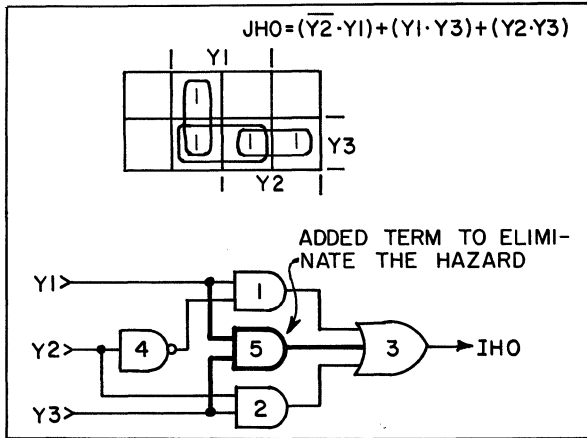 JHO=(Y2̅·Y1)+(Y1·Y3)+(Y2·Y3)
Y1
1
1 1 1
Y3
Y2
ADDED TERM TO ELIMI-
NATE THE HAZARD
Y1> 1
Y2> 4 5 3 IHO
Y3> 2